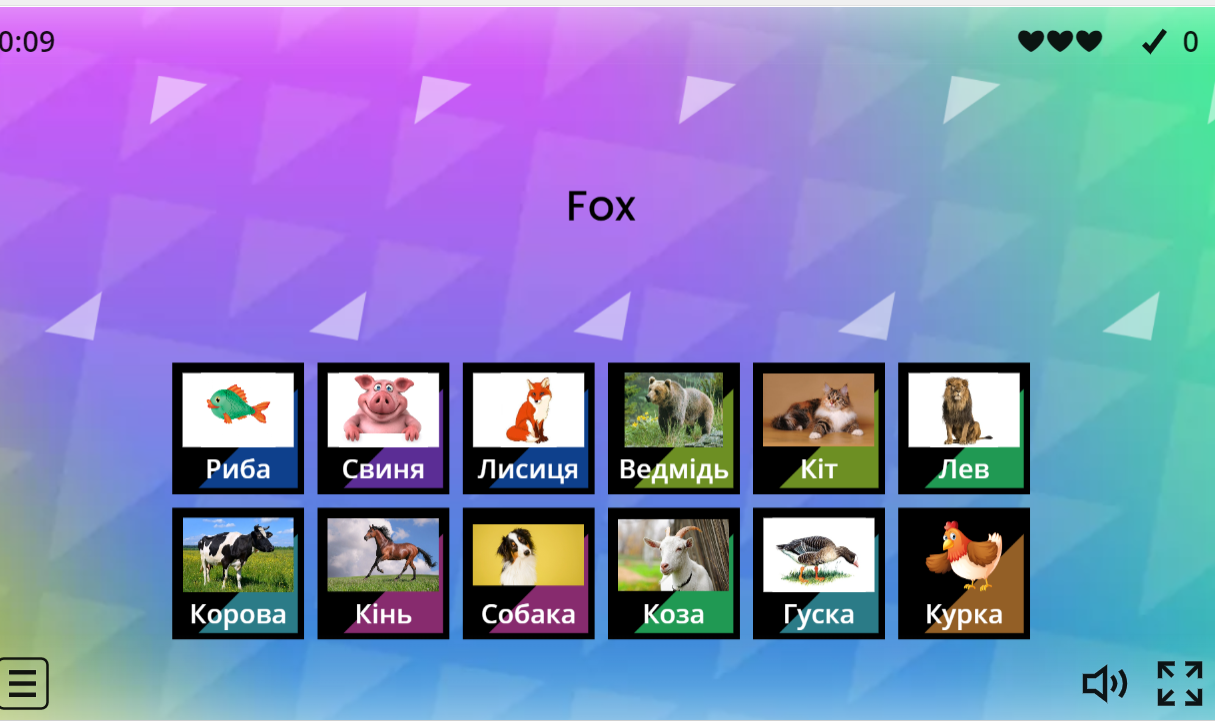 0:09
0
Fox
Риба
Свиня
Лисиця
Ведмідь
Кіт
Лев
Корова
Кінь
Собака
Коза
Гуска
Курка